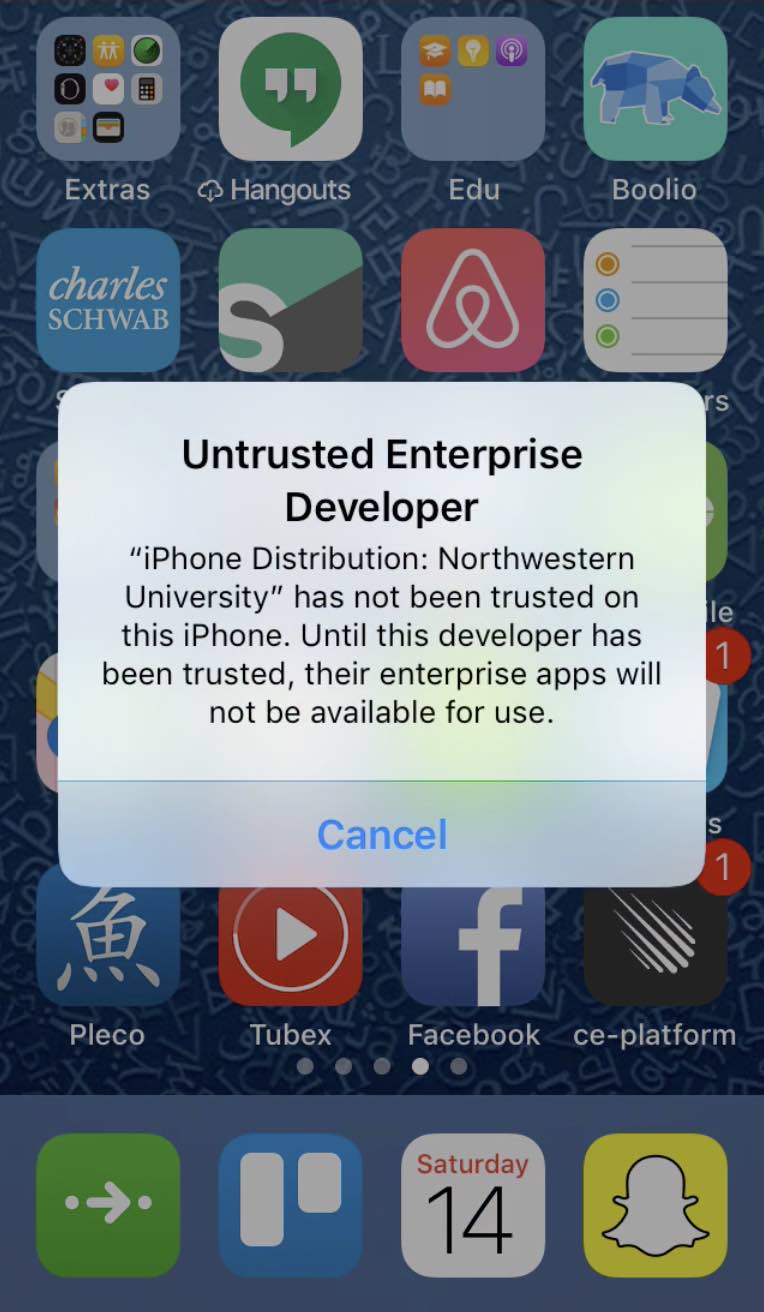 Extras
Hangouts
Edu
Boolio
charles
SCHWAB
S
rs
Untrusted Enterprise
Developer
“iPhone Distribution: Northwestern
University” has not been trusted on
this iPhone. Until this developer has
been trusted, their enterprise apps will
not be available for use.
ile
1
Cancel
s
1
魚
f
Pleco
Tubex
Facebook
ce-platform
Saturday
14